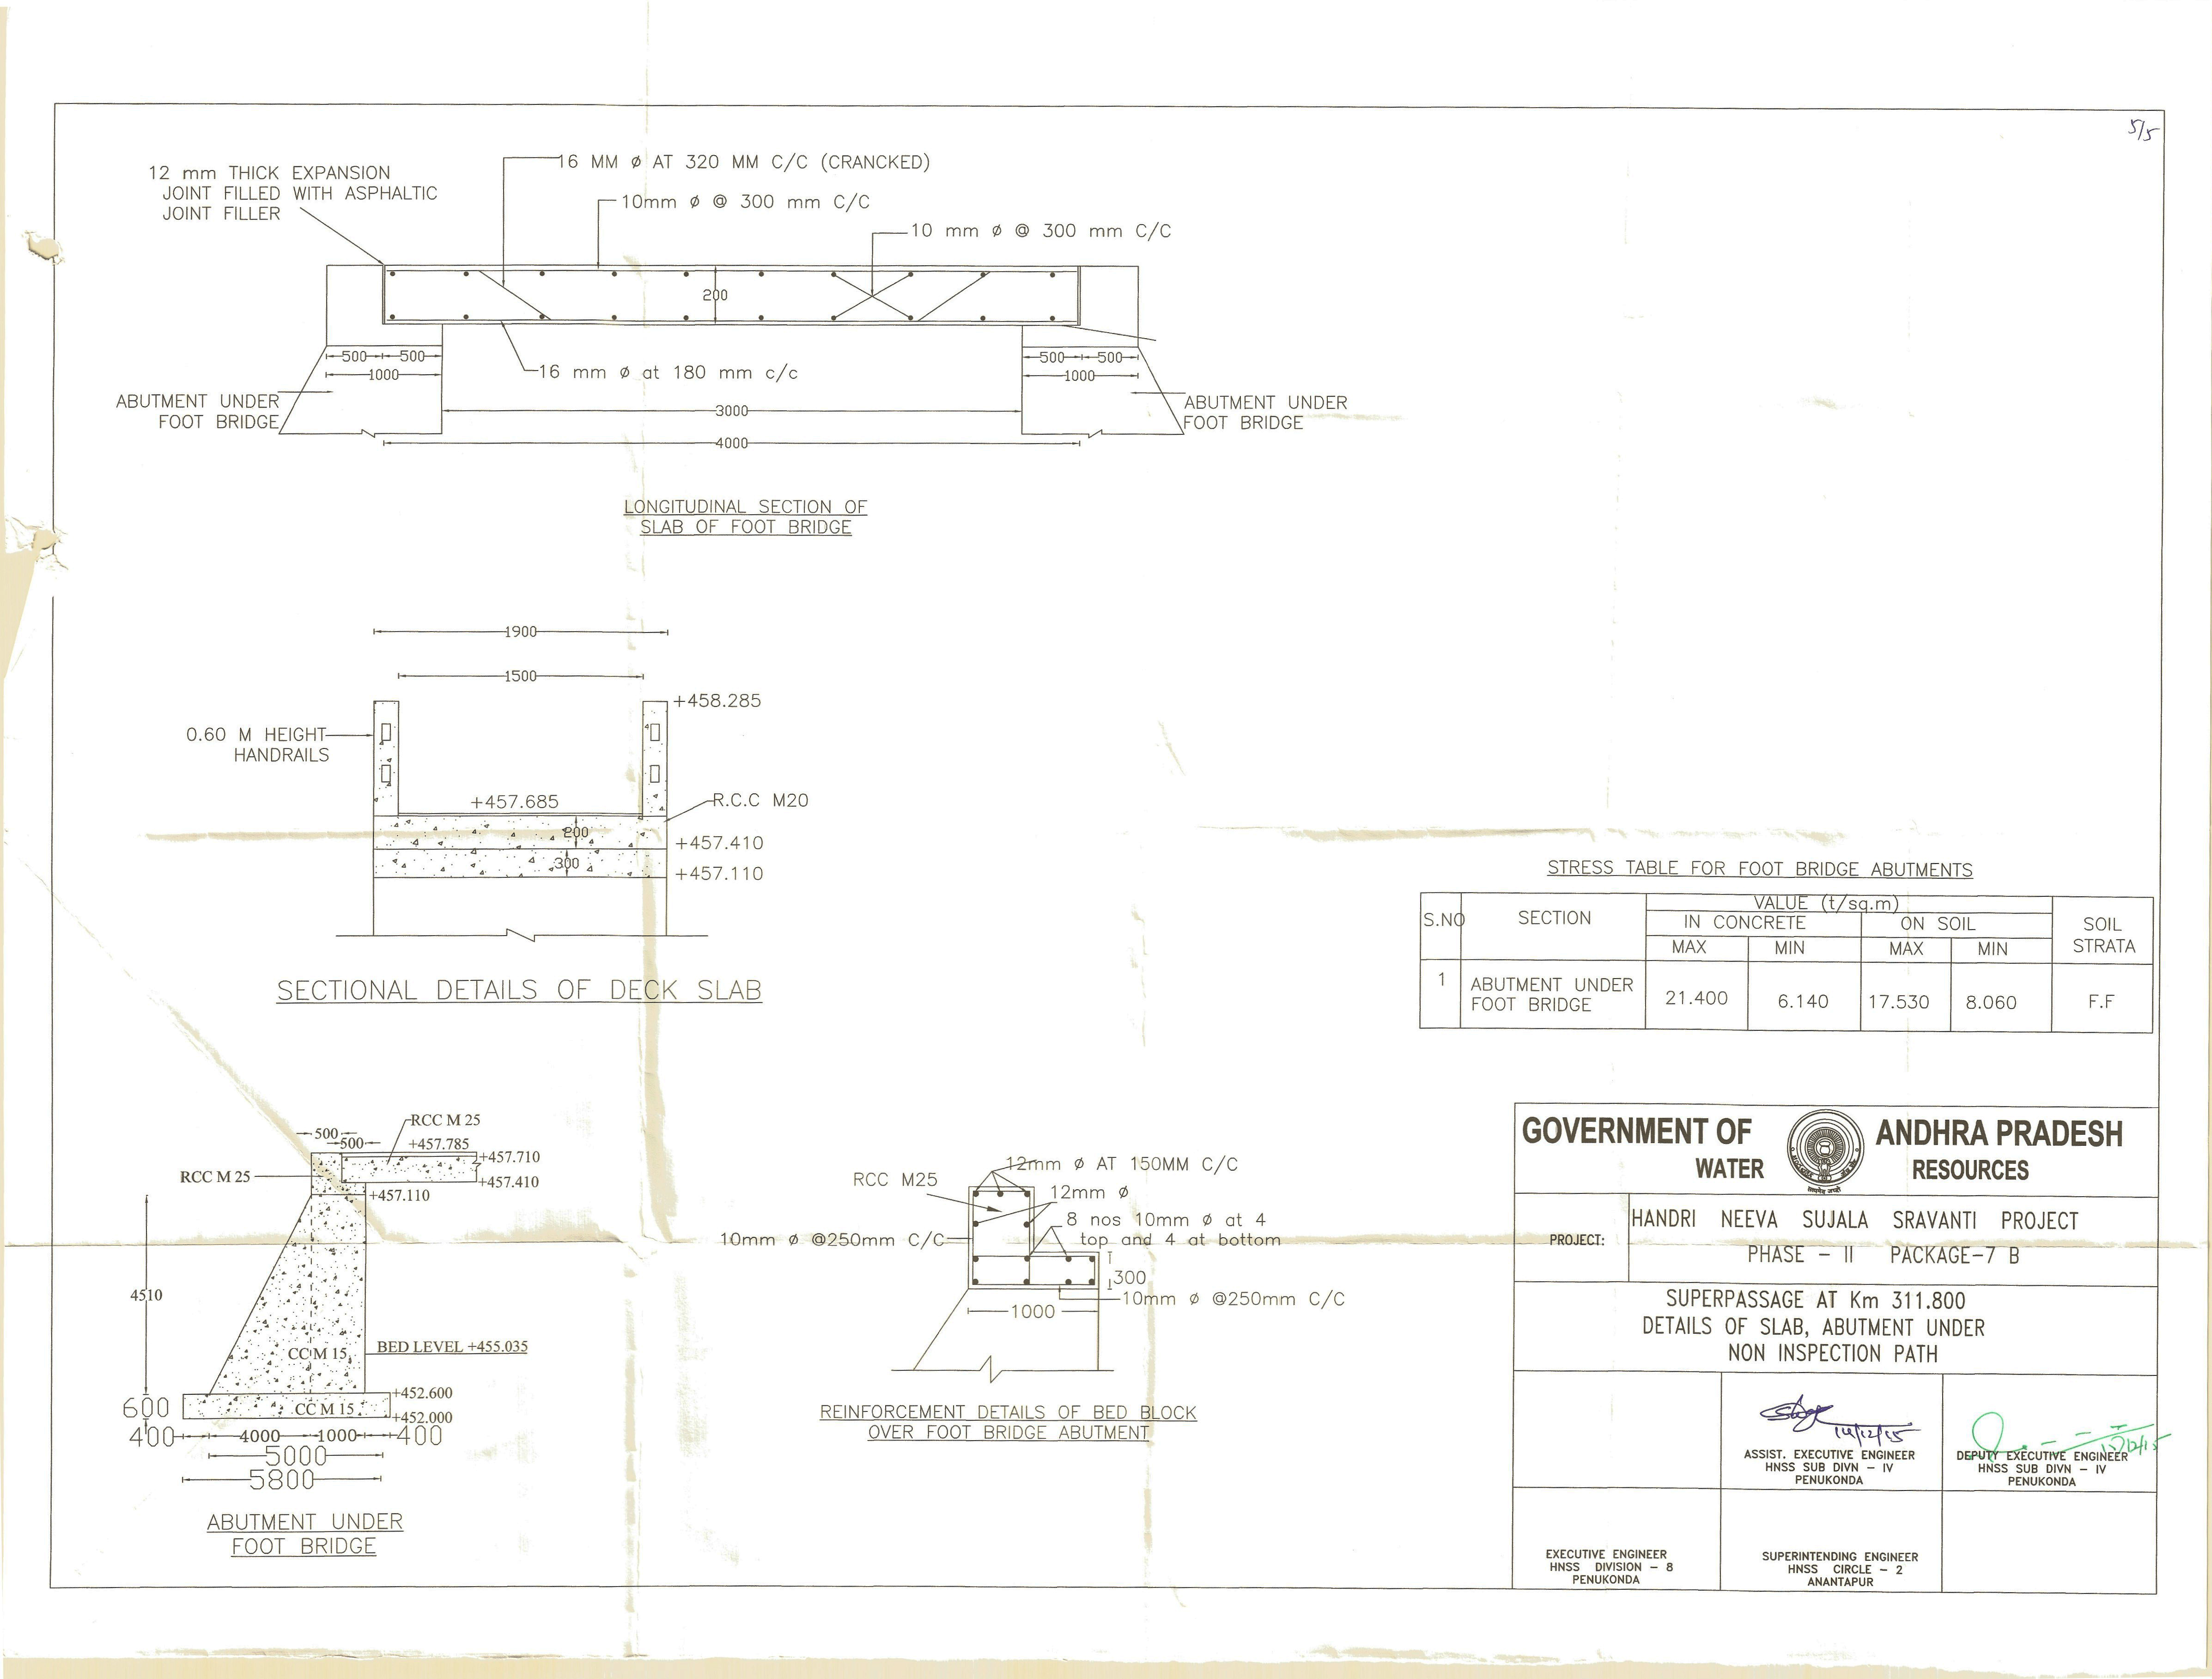 5/5
12 mm THICK EXPANSION
JOINT FILLED WITH ASPHALTIC
JOINT FILLER
16 MM ø AT 320 MM C/C (CRANCKED)
10mm ø @ 300 mm C/C
10 mm ø @ 300 mm C/C
200
500 500
1000
16 mm ø at 180 mm c/c
500 500
1000
ABUTMENT UNDER
FOOT BRIDGE
3000
4000
ABUTMENT UNDER
FOOT BRIDGE
LONGITUDINAL SECTION OF
SLAB OF FOOT BRIDGE
1900
1500
+458.285
0.60 M HEIGHT
HANDRAILS
+457.685
R.C.C M20
200
+457.410
300
+457.110
SECTIONAL DETAILS OF DECK SLAB
STRESS TABLE FOR FOOT BRIDGE ABUTMENTS
S.NO SECTION VALUE (t/sq.m) SOIL STRATA
IN CONCRETE ON SOIL
MAX MIN MAX MIN
1 ABUTMENT UNDER FOOT BRIDGE 21.400 6.140 17.530 8.060 F.F
RCC M 25
500
500
+457.785
+457.710
RCC M 25
+457.410
+457.110
4510
CC M 15
BED LEVEL +455.035
+452.600
600
CC M 15
+452.000
400 4000 1000 400
5000
5800
ABUTMENT UNDER
FOOT BRIDGE
12mm ø AT 150MM C/C
RCC M25
12mm ø
8 nos 10mm ø at 4
top and 4 at bottom
10mm ø @250mm C/C
300
10mm ø @250mm C/C
1000
REINFORCEMENT DETAILS OF BED BLOCK
OVER FOOT BRIDGE ABUTMENT
GOVERNMENT OF ANDHRA PRADESH
WATER RESOURCES
PROJECT:
HANDRI NEEVA SUJALA SRAVANTI PROJECT
PHASE - II PACKAGE-7 B
SUPERPASSAGE AT Km 311.800
DETAILS OF SLAB, ABUTMENT UNDER
NON INSPECTION PATH
14/12/15
ASSIST. EXECUTIVE ENGINEER
HNSS SUB DIVN - IV
PENUKONDA
DEPUTY EXECUTIVE ENGINEER
HNSS SUB DIVN - IV
PENUKONDA
EXECUTIVE ENGINEER
HNSS DIVISION - 8
PENUKONDA
SUPERINTENDING ENGINEER
HNSS CIRCLE - 2
ANANTAPUR